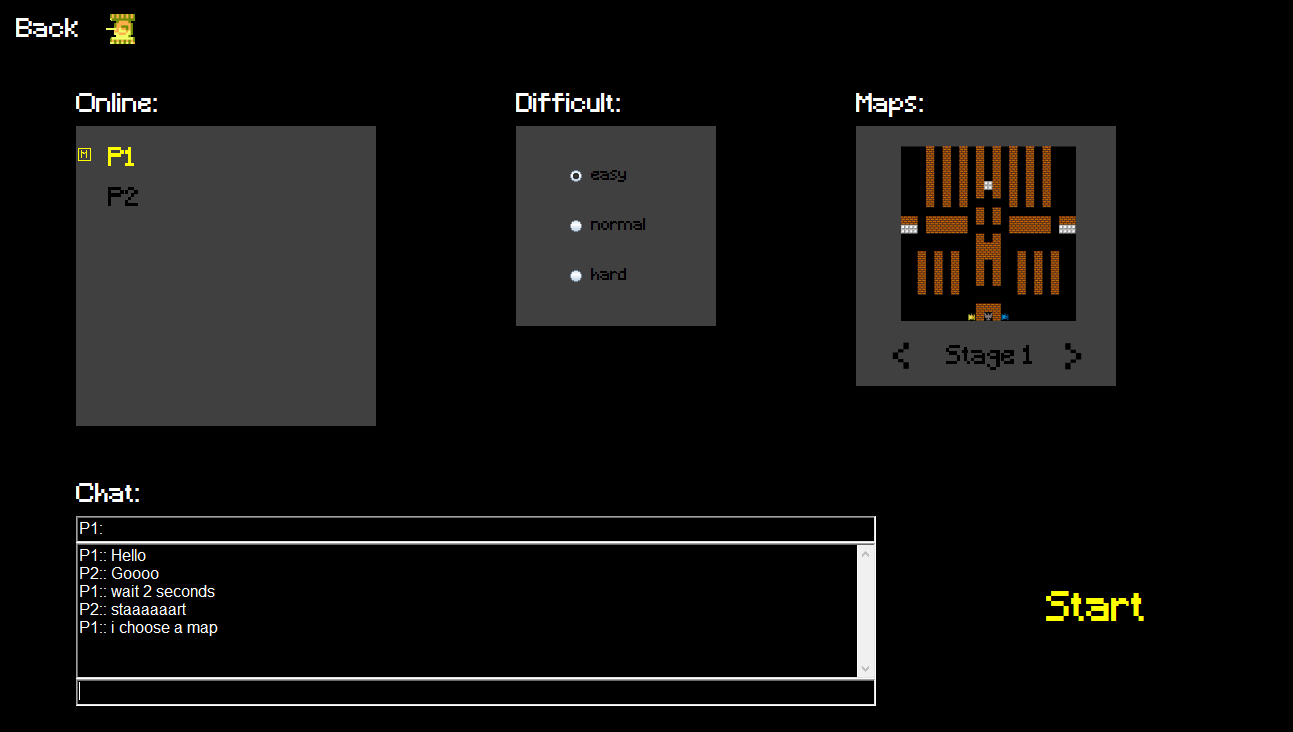 Back
Online:
M P1
P2
Difficult:
easy
normal
hard
Maps:
< Stage 1 >
Chat:
P1:
P1:: Hello
P2:: Goooo
P1:: wait 2 seconds
P2:: staaaaaart
P1:: i choose a map
Start